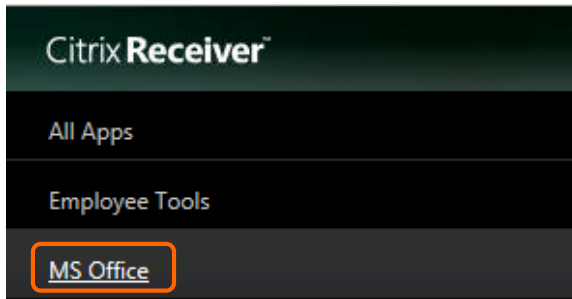 Citrix Receiver™
All Apps
Employee Tools
MS Office